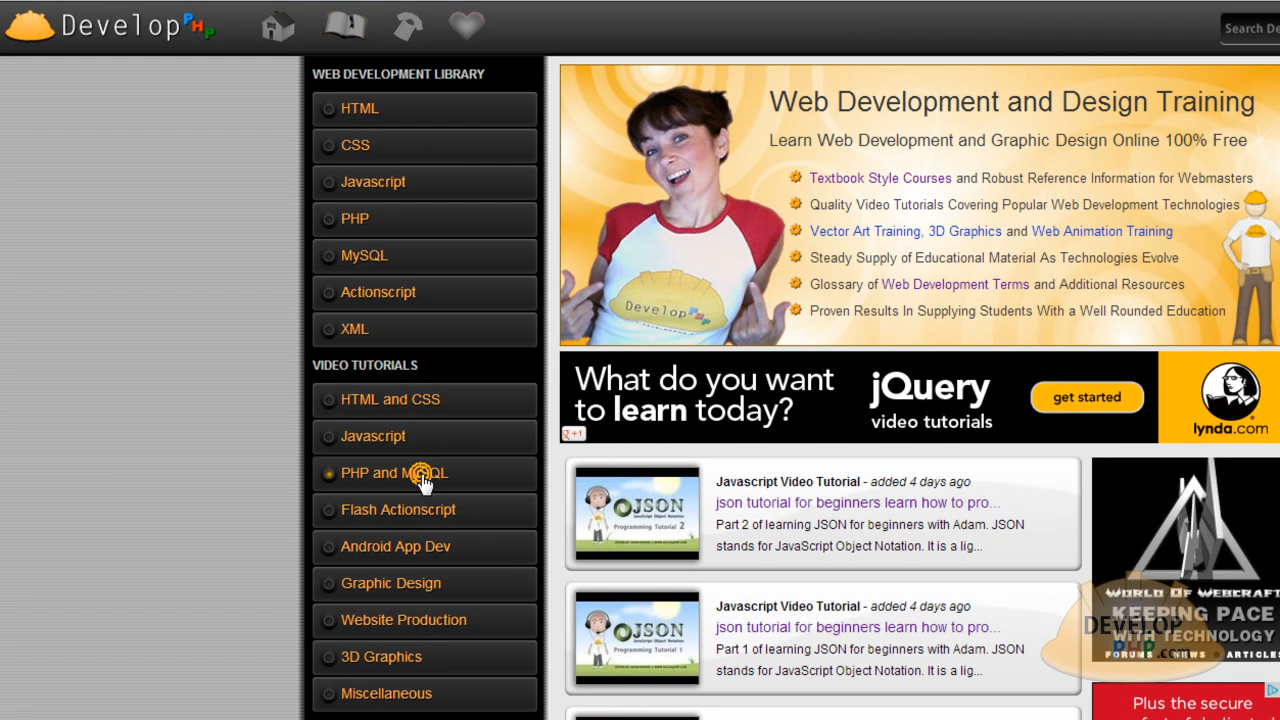 Develop PHP
Search De
WEB DEVELOPMENT LIBRARY
HTML
CSS
Javascript
PHP
MySQL
Actionscript
XML
VIDEO TUTORIALS
HTML and CSS
Javascript
PHP and MySQL
Flash Actionscript
Android App Dev
Graphic Design
Website Production
3D Graphics
Miscellaneous
Web Development and Design Training
Learn Web Development and Graphic Design Online 100% Free
Textbook Style Courses and Robust Reference Information for Webmasters
Quality Video Tutorials Covering Popular Web Development Technologies
Vector Art Training, 3D Graphics and Web Animation Training
Steady Supply of Educational Material As Technologies Evolve
Glossary of Web Development Terms and Additional Resources
Proven Results In Supplying Students With a Well Rounded Education
Develop PHP
What do you want
to learn today?
jQuery
video tutorials
get started
lynda.com
+1
JSON
JavaScript Object Notation
Programming Tutorial 2
Javascript Video Tutorial - added 4 days ago
json tutorial for beginners learn how to pro...
Part 2 of learning JSON for beginners with Adam. JSON
stands for JavaScript Object Notation. It is a lig...
JSON
JavaScript Object Notation
Programming Tutorial 1
Javascript Video Tutorial - added 4 days ago
json tutorial for beginners learn how to pro...
Part 1 of learning JSON for beginners with Adam. JSON
stands for JavaScript Object Notation. It is a lig...
WORLD OF WEBCRAFT
KEEPING PACE
WITH TECHNOLOGY
FORUMS NEWS ARTICLES
DEVELOP
PHP.com
Plus the secure